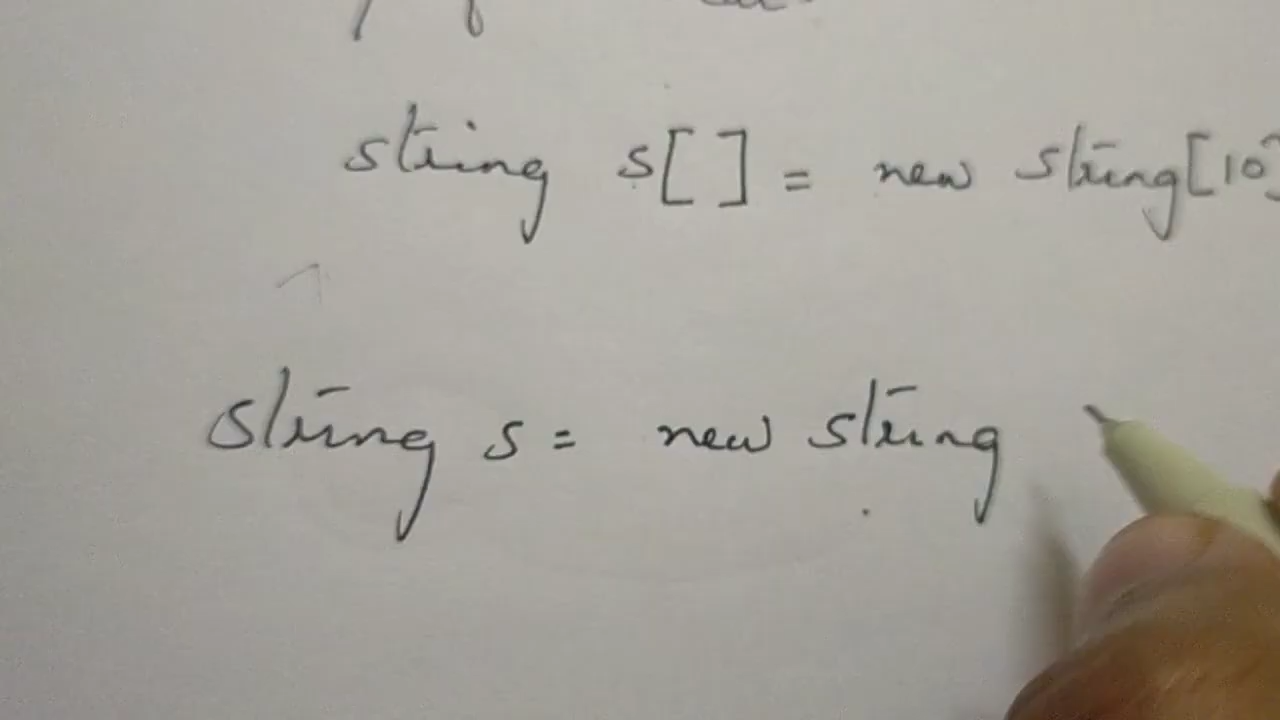 string s[] = new string[10]
string s = new string